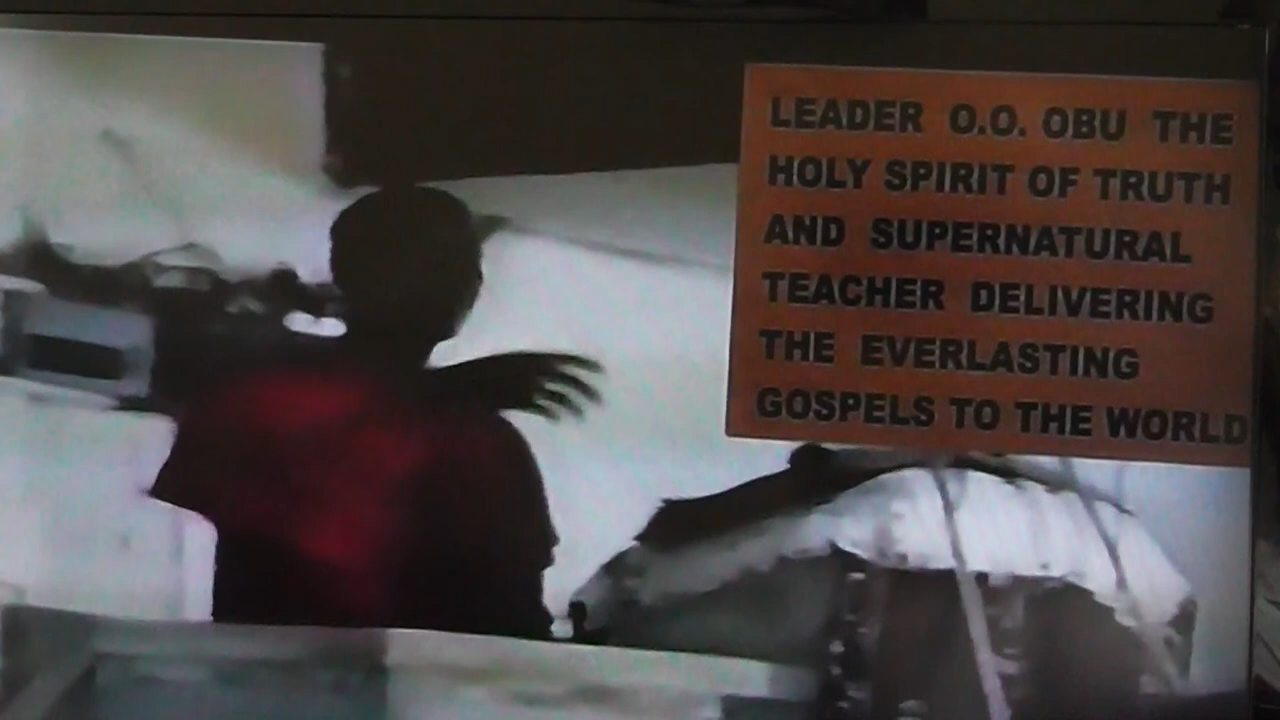 LEADER O.O. OBU THE
HOLY SPIRIT OF TRUTH
AND SUPERNATURAL
TEACHER DELIVERING
THE EVERLASTING
GOSPELS TO THE WORLD